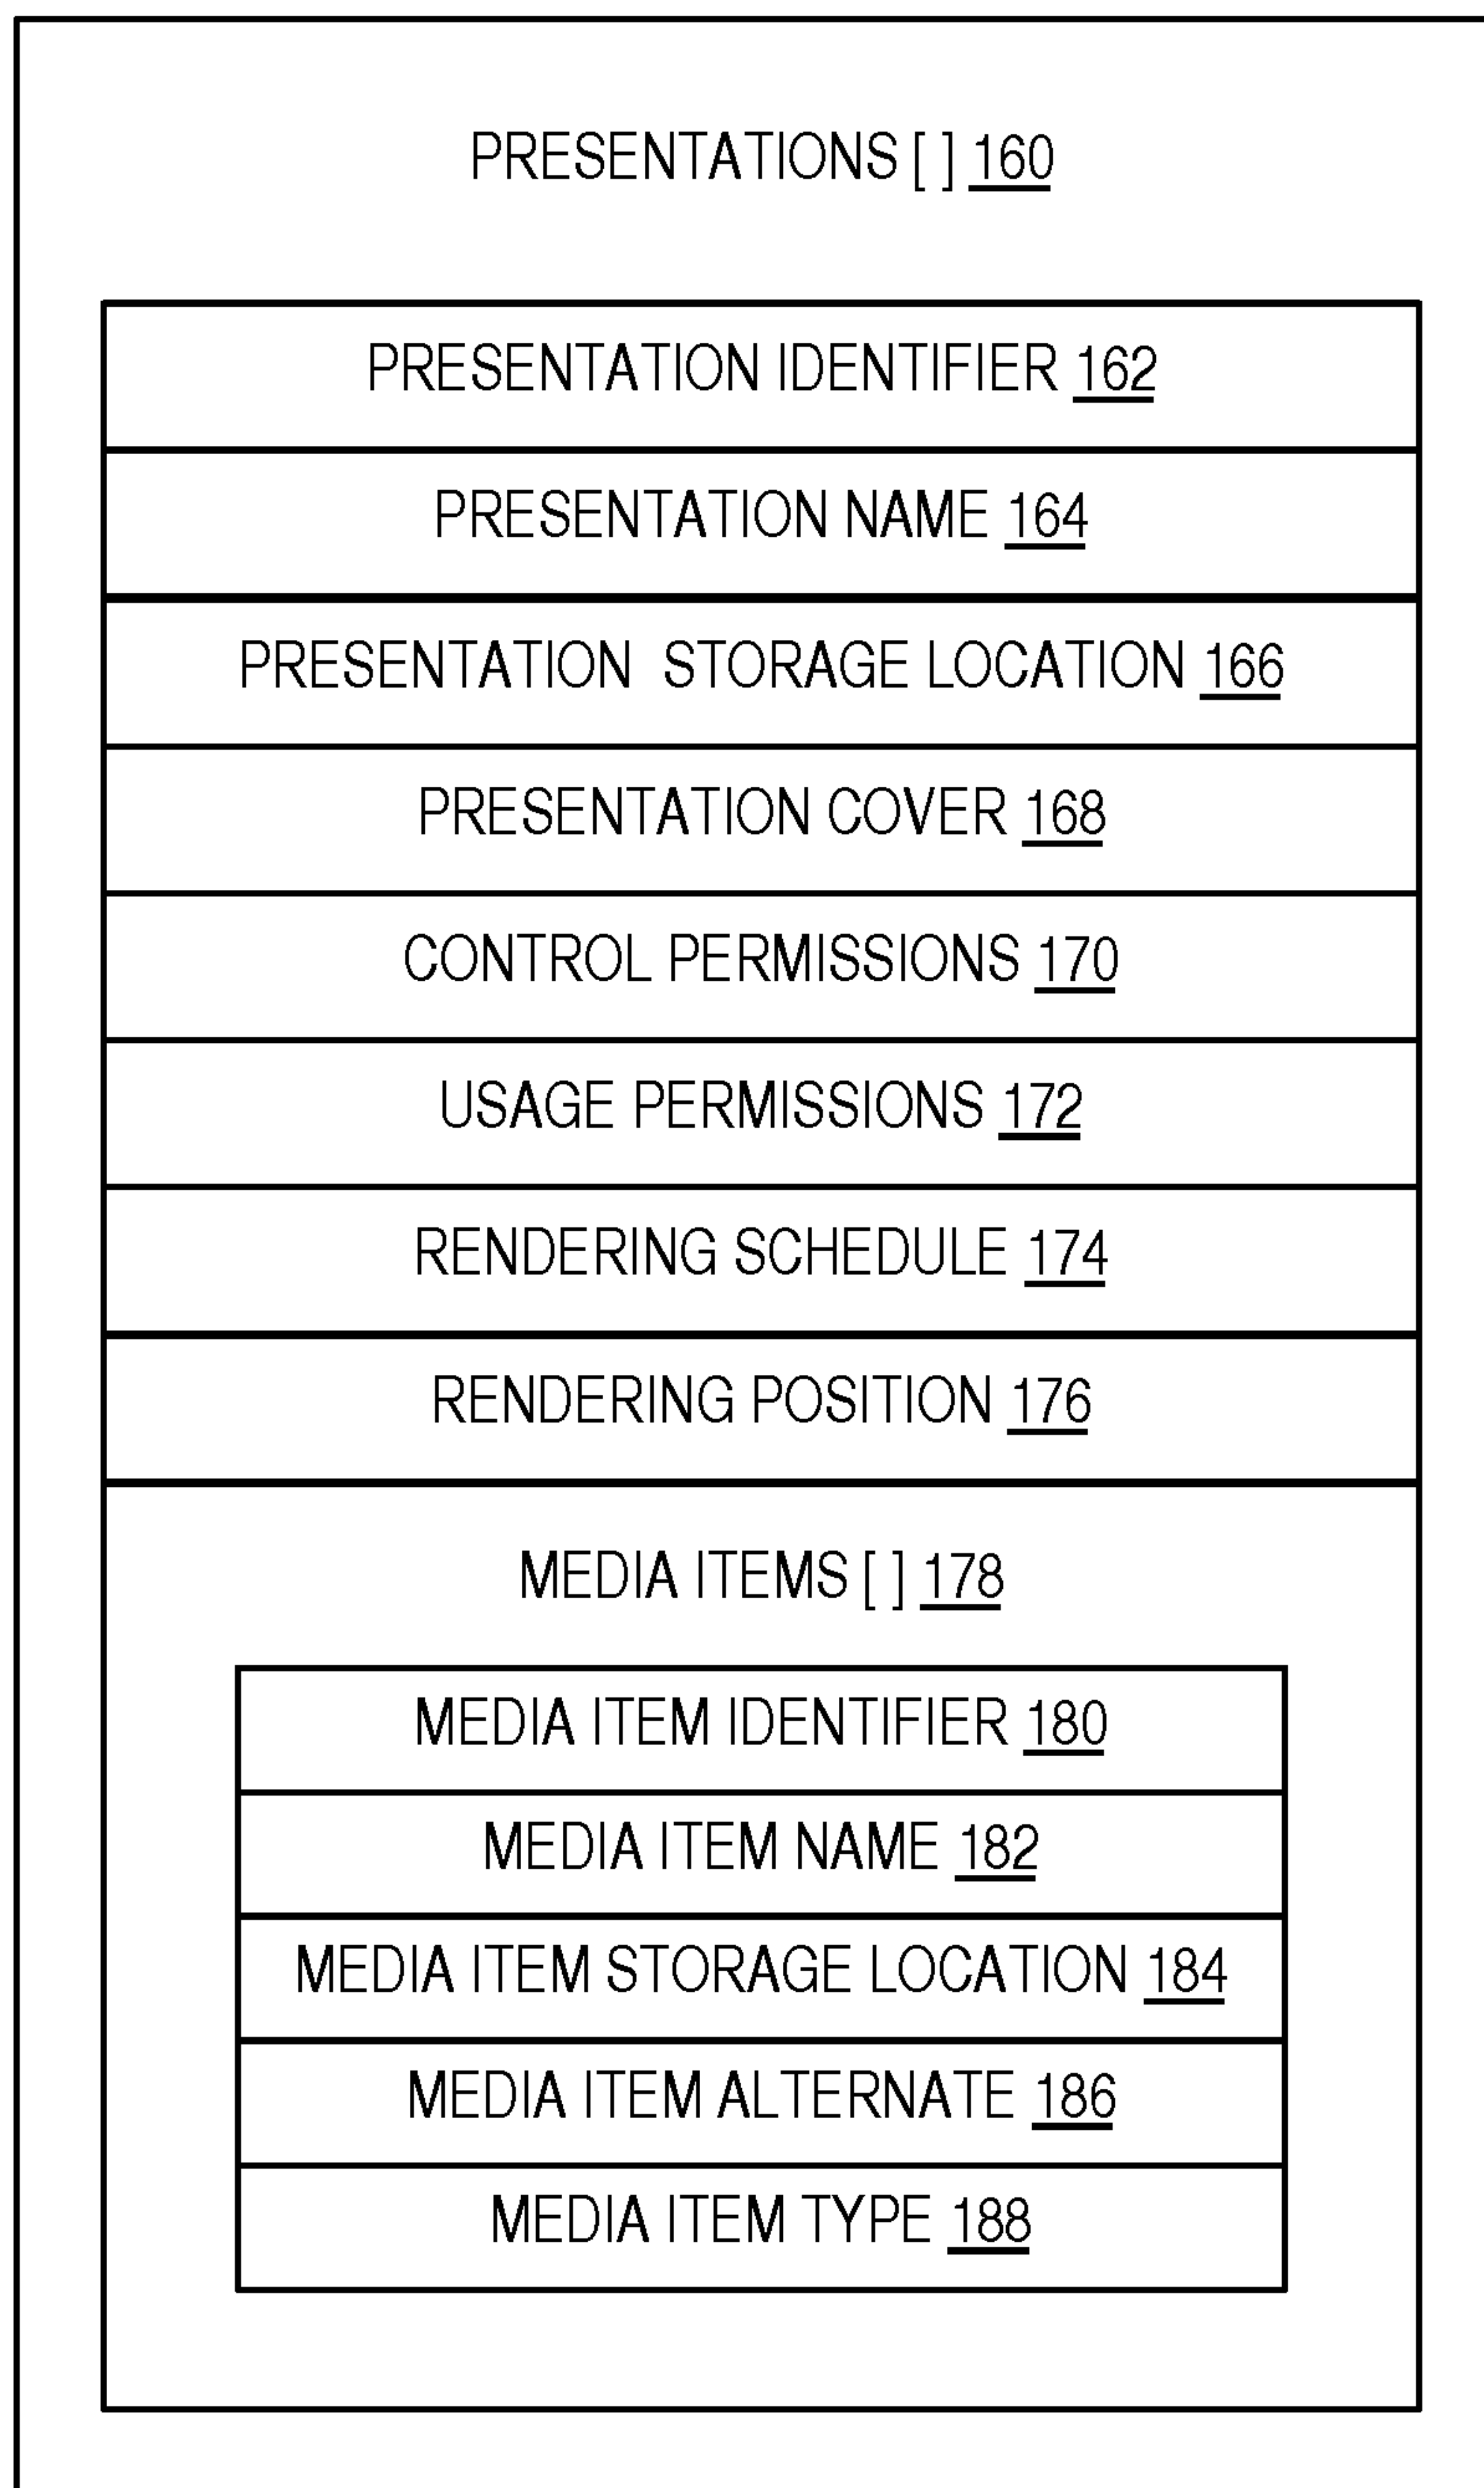 PRESENTATIONS [ ] 160
PRESENTATION IDENTIFIER 162
PRESENTATION NAME 164
PRESENTATION STORAGE LOCATION 166
PRESENTATION COVER 168
CONTROL PERMISSIONS 170
USAGE PERMISSIONS 172
RENDERING SCHEDULE 174
RENDERING POSITION 176
MEDIA ITEMS [ ] 178
MEDIA ITEM IDENTIFIER 180
MEDIA ITEM NAME 182
MEDIA ITEM STORAGE LOCATION 184
MEDIA ITEM ALTERNATE 186
MEDIA ITEM TYPE 188